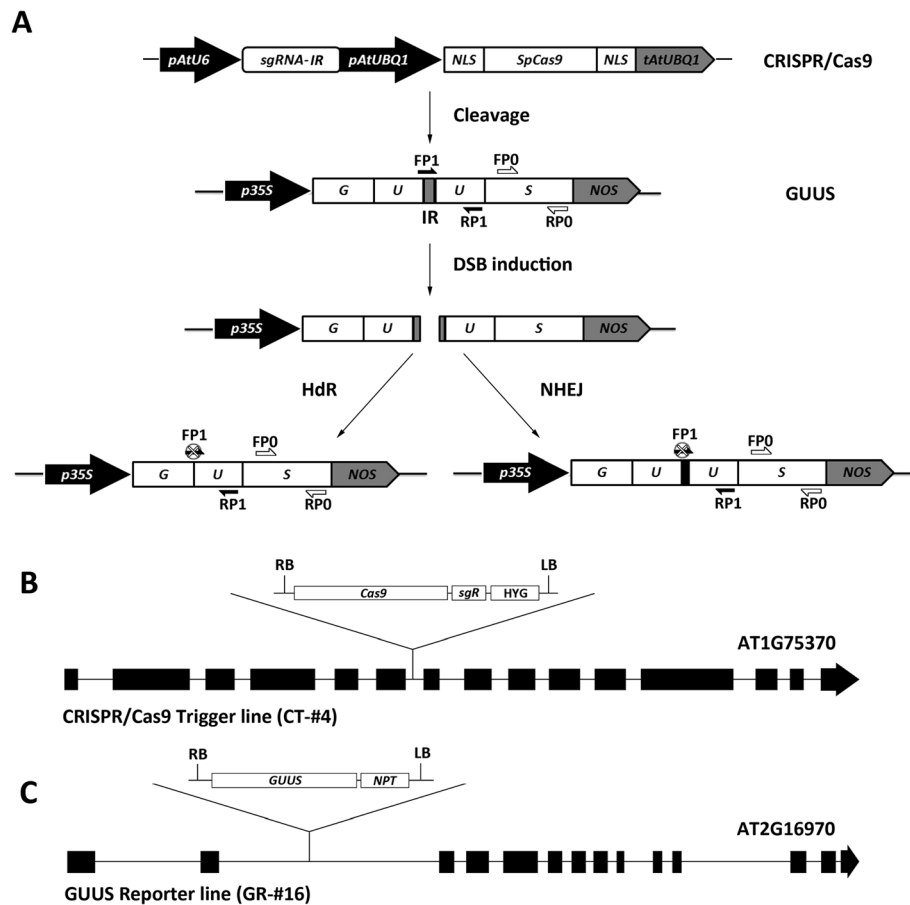 A
pAtU6 sgRNA-IR pAtUBQ1 NLS SpCas9 NLS tAtUBQ1 CRISPR/Cas9
Cleavage
FP1 FP0
p35S G U U S NOS GUUS
IR RP1 RP0
DSB induction
p35S G U U S NOS
HdR NHEJ
FP1 FP0 FP1 FP0
p35S G U S NOS p35S G U U S NOS
RP1 RP0 RP1 RP0
B
RB LB
Cas9 sgR HYG
AT1G75370
CRISPR/Cas9 Trigger line (CT-#4)
C
RB LB
GUUS NPT
AT2G16970
GUUS Reporter line (GR-#16)